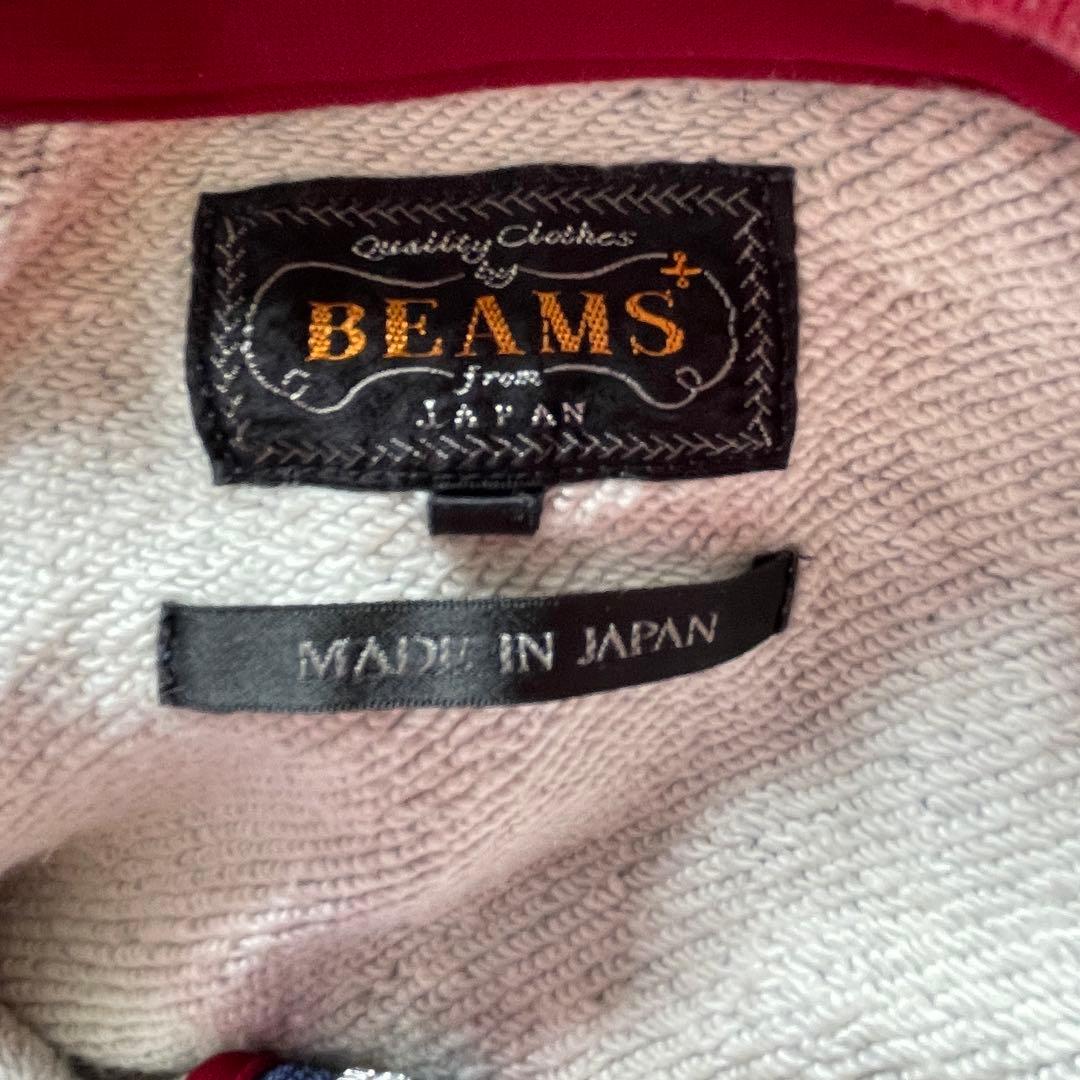 Quality Clothes
by
BEAMS+
from
JAPAN
MADE IN JAPAN